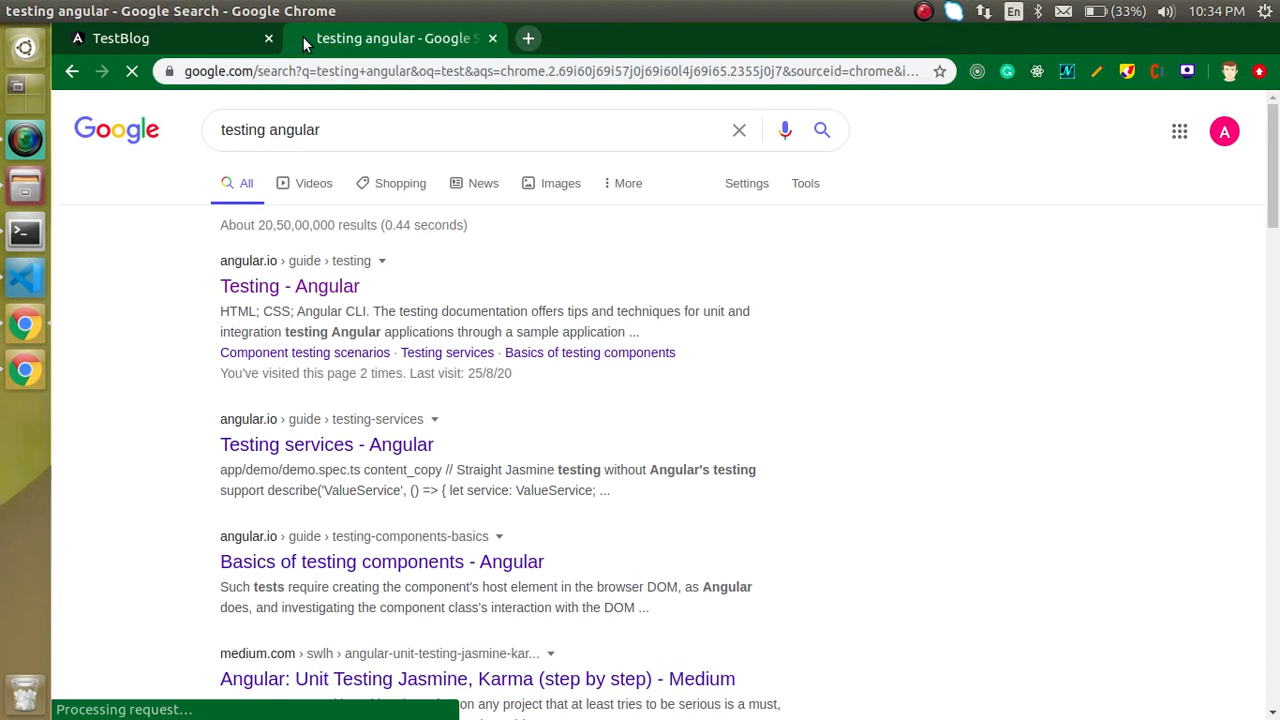 testing angular - Google Search - Google Chrome
En
(33%)
10:34 PM
TestBlog
testing angular - Google S
google.com/search?q=testing+angular&oq=test&aqs=chrome.2.69i60j69i57j0j69i60l4j69i65.2355j0j7&sourceid=chrome&i...
Google
testing angular
A
All
Videos
Shopping
News
Images
More
Settings
Tools
About 20,50,00,000 results (0.44 seconds)
angular.io › guide › testing
Testing - Angular
HTML; CSS; Angular CLI. The testing documentation offers tips and techniques for unit and
integration testing Angular applications through a sample application ...
Component testing scenarios · Testing services · Basics of testing components
You've visited this page 2 times. Last visit: 25/8/20
angular.io › guide › testing-services
Testing services - Angular
app/demo/demo.spec.ts content_copy // Straight Jasmine testing without Angular's testing
support describe('ValueService', () => { let service: ValueService; ...
angular.io › guide › testing-components-basics
Basics of testing components - Angular
Such tests require creating the component's host element in the browser DOM, as Angular
does, and investigating the component class's interaction with the DOM ...
medium.com › swlh › angular-unit-testing-jasmine-kar...
Angular: Unit Testing Jasmine, Karma (step by step) - Medium
on any project that at least tries to be serious is a must,
Processing request…